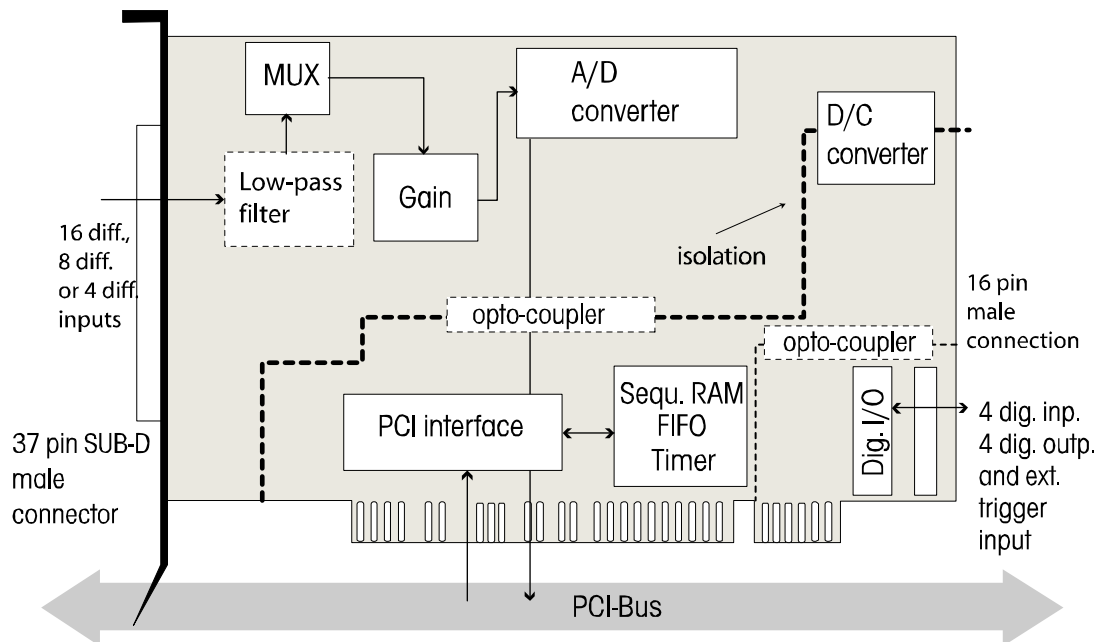 MUX
A/D
converter
D/C
converter
Low-pass
filter
Gain
16 diff.,
8 diff.
or 4 diff.
inputs
isolation
opto-coupler
16 pin
male
connection
opto-coupler
PCI interface
Sequ. RAM
FIFO
Timer
Dig. I/O
4 dig. inp.
4 dig. outp.
and ext.
trigger
input
37 pin SUB-D
male
connector
PCI-Bus